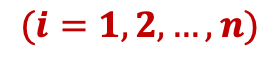 (i = 1, 2, ..., n)